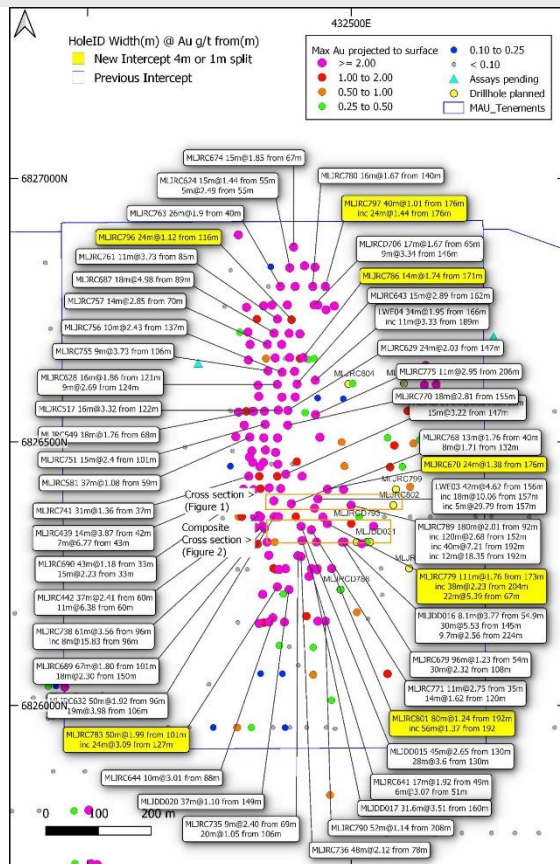 432500E
HoleID Width(m) @ Au g/t from(m)
New Intercept 4m or 1m split
Previous Intercept
Max Au projected to surface
>= 2.00
1.00 to 2.00
0.50 to 1.00
0.25 to 0.50
0.10 to 0.25
< 0.10
Assays pending
Drillhole planned
MAU_Tenements
6827000N
6826500N
6826000N
MLJRC674 15m@1.85 from 67m
MLJRC624 15m@1.44 from 55m
5m@2.49 from 55m
MLJRC763 26m@1.9 from 40m
MLJRC796 24m@1.12 from 116m
MLJRC761 11m@3.73 from 85m
MLJRC687 18m@4.98 from 89m
MLJRC757 14m@2.85 from 70m
MLJRC756 10m@2.43 from 137m
MLJRC755 9m@3.73 from 106m
MLJRC628 16m@1.86 from 121m
9m@2.69 from 124m
MLJRC517 16m@3.32 from 122m
MLJRC549 18m@1.76 from 68m
MLJRC751 15m@2.4 from 101m
MLJRC581 37m@1.08 from 59m
MLJRC741 31m@1.36 from 37m
MLJRC439 14m@3.87 from 42m
7m@6.77 from 43m
MLJRC690 43m@1.18 from 33m
15m@2.23 from 33m
MLJRC442 37m@2.41 from 60m
11m@6.38 from 60m
MLJRC738 61m@3.56 from 96m
inc 8m@15.83 from 96m
MLJRC689 67m@1.80 from 101m
18m@2.30 from 150m
MLJRC632 50m@1.92 from 96m
19m@3.98 from 106m
MLJRC783 50m@1.99 from 101m
inc 24m@3.09 from 127m
MLJRC644 10m@3.01 from 88m
MLJDD020 37m@1.10 from 149m
MLJRC735 9m@2.40 from 69m
20m@1.05 from 106m
MLJRC780 16m@1.67 from 140m
MLJRC797 40m@1.01 from 176m
inc 24m@1.44 from 176m
MLJRCD706 17m@1.67 from 65m
9m@3.34 from 146m
MLJRC786 14m@1.74 from 171m
MLJRC643 15m@2.89 from 162m
LWE04 34m@1.95 from 166m
inc 11m@3.33 from 189m
MLJRC629 24m@2.03 from 147m
MLJRC775 11m@2.95 from 206m
MLJRC804
MLJRC770 18m@2.81 from 155m
15m@3.22 from 147m
MLJRC768 13m@1.76 from 40m
8m@1.71 from 132m
MLJRC670 24m@1.38 from 176m
MLJRC799
LWE03 42m@4.62 from 156m
inc 18m@10.06 from 157m
inc 5m@29.79 from 157m
MLJRC802
Cross section >
(Figure 1)
MLJRCD793
Composite
Cross section >
(Figure 2)
MLJDD031
MLJRC789 180m@2.01 from 92m
inc 120m@2.68 from 152m
inc 40m@7.21 from 192m
inc 12m@18.35 from 192m
MLJRC779 111m@1.76 from 173m
inc 38m@2.23 from 204m
22m@5.39 from 67m
MLJDD016 8.1m@3.77 from 54.9m
30m@5.53 from 145m
9.7m@2.56 from 224m
MLJRC679 96m@1.23 from 54m
30m@2.32 from 108m
MLJRC771 11m@2.75 from 35m
14m@1.62 from 120m
MLJRC801 80m@1.24 from 192m
inc 56m@1.37 from 192
MLJDD015 45m@2.65 from 130m
28m@3.6 from 130m
MLJRC641 17m@1.92 from 49m
6m@3.07 from 51m
MLJDD017 31.6m@3.51 from 160m
MLJRC790 52m@1.14 from 208m
MLJRC736 48m@2.12 from 78m
0 100 200 m